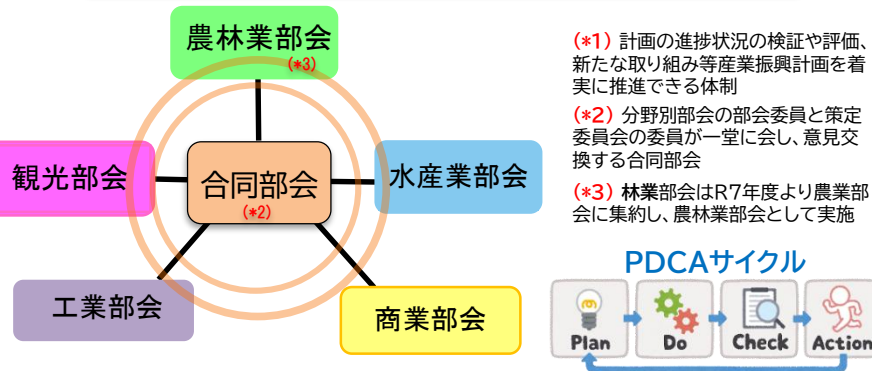 農林業部会
(*3)
観光部会
合同部会
(*2)
水産業部会
工業部会
商業部会
(*1) 計画の進捗状況の検証や評価、
新たな取り組み等産業振興計画を着
実に推進できる体制
(*2) 分野別部会の部会委員と策定
委員会の委員が一堂に会し、意見交
換する合同部会
(*3) 林業部会はR7年度より農業部
会に集約し、農林業部会として実施
PDCAサイクル
Plan
Do
Check
Action